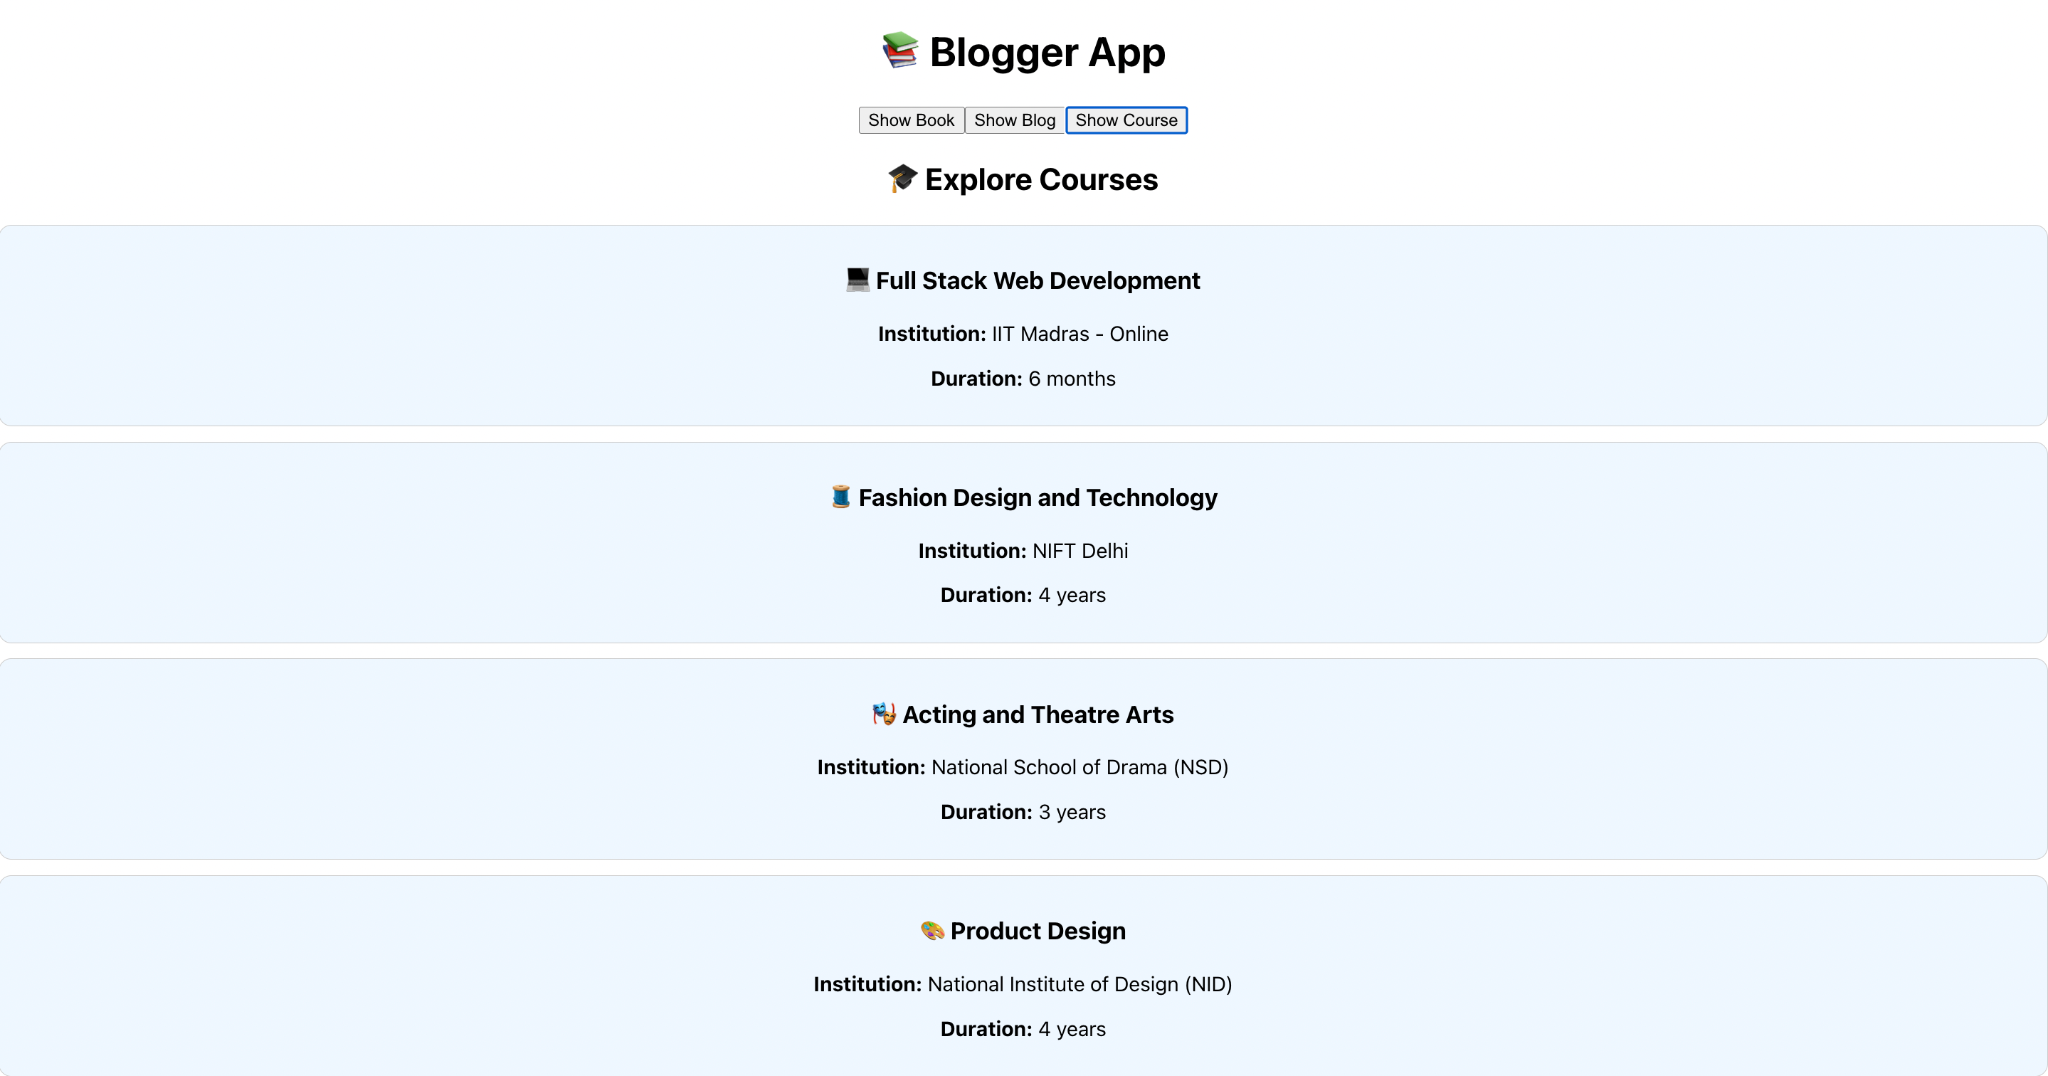 📚 Blogger App
Show Book Show Blog Show Course
🎓 Explore Courses
💻 Full Stack Web Development
Institution: IIT Madras - Online
Duration: 6 months
🧵 Fashion Design and Technology
Institution: NIFT Delhi
Duration: 4 years
🎭 Acting and Theatre Arts
Institution: National School of Drama (NSD)
Duration: 3 years
🎨 Product Design
Institution: National Institute of Design (NID)
Duration: 4 years